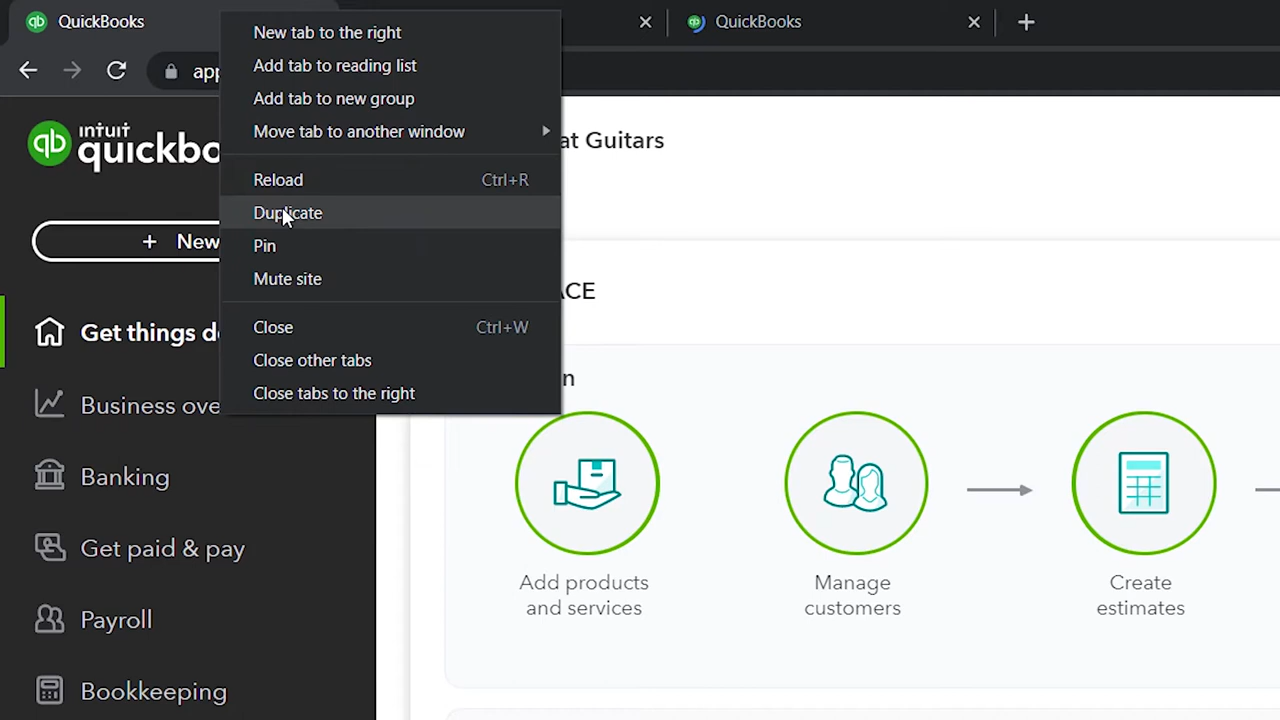 QuickBooks
QuickBooks
app
New tab to the right
Add tab to reading list
Add tab to new group
Move tab to another window
Reload Ctrl+R
Duplicate
Pin
Mute site
Close Ctrl+W
Close other tabs
Close tabs to the right
intuit
quickbo
at Guitars
+ New
Get things d
Business ove
Banking
Get paid & pay
Payroll
Bookkeeping
ACE
n
Add products
and services
Manage
customers
Create
estimates